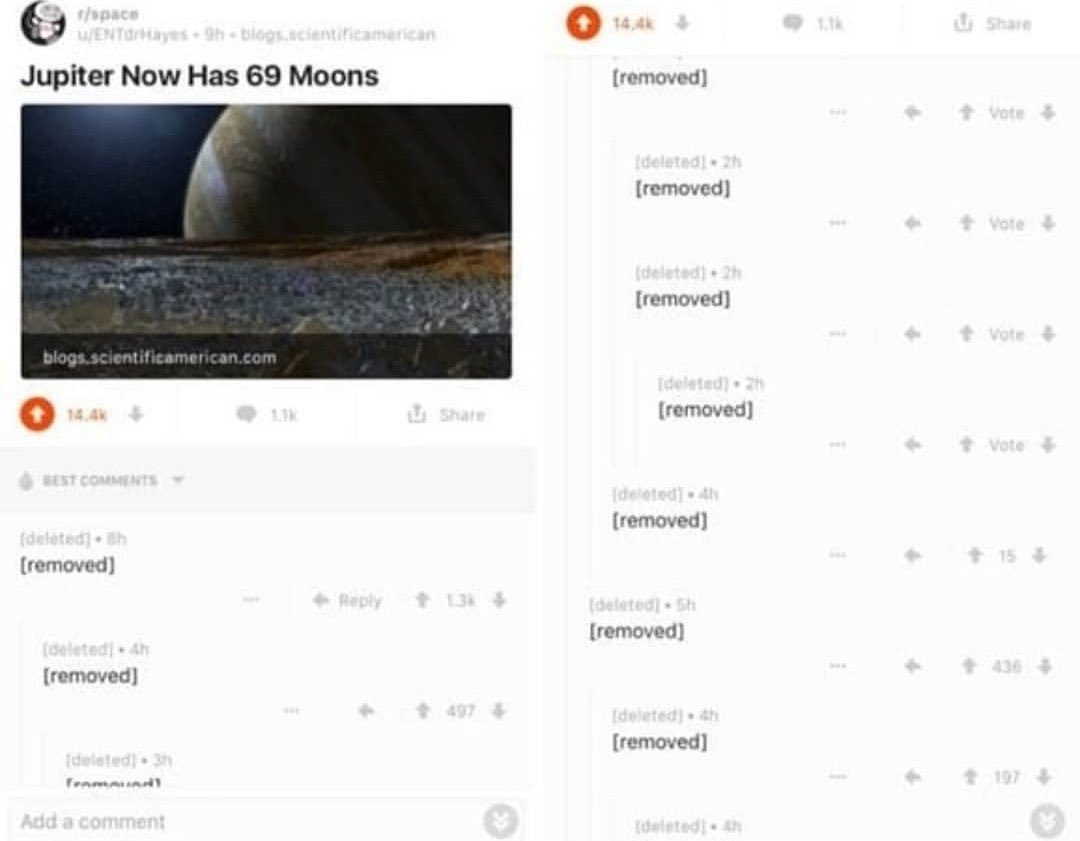 r/space
u/ENTdrHayes • 9h • blogs.scientificamerican
Jupiter Now Has 69 Moons
blogs.scientificamerican.com
14.4k 1.1k Share
BEST COMMENTS
[deleted] • 8h
[removed]
... Reply 1.3k
[deleted] • 4h
[removed]
... 497
[deleted] • 3h
[removed]
Add a comment
14.4k 1.1k Share
[removed]
... Vote
[deleted] • 2h
[removed]
... Vote
[deleted] • 2h
[removed]
... Vote
[deleted] • 2h
[removed]
... Vote
[deleted] • 4h
[removed]
... 15
[deleted] • 5h
[removed]
... 436
[deleted] • 4h
[removed]
... 197
[deleted] • 4h